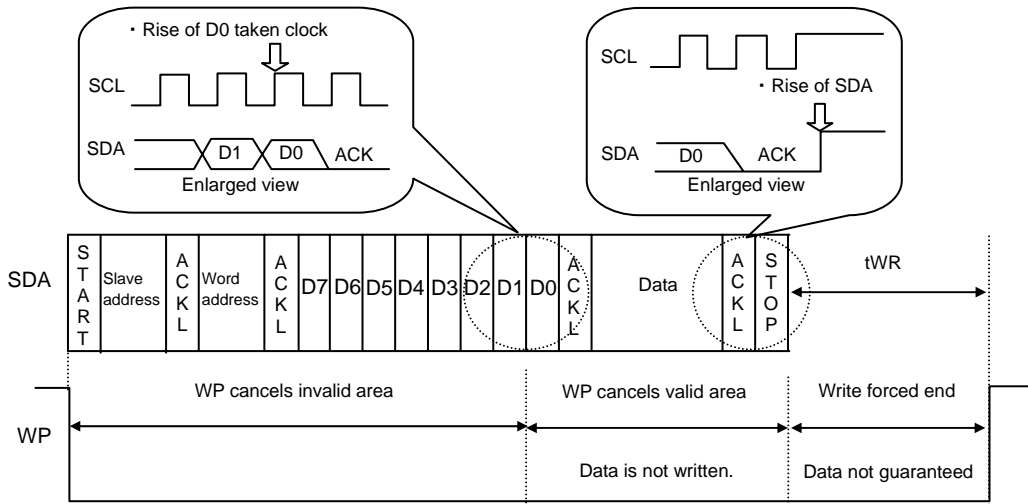 ・Rise of D0 taken clock
SCL
SDA
D1
D0
ACK
Enlarged view
SCL
・Rise of SDA
SDA
D0
ACK
Enlarged view
SDA
START
Slave
address
ACKL
Word
address
ACKL
D7
D6
D5
D4
D3
D2
D1
D0
ACKL
Data
ACKL
STOP
tWR
WP
WP cancels invalid area
WP cancels valid area
Write forced end
Data is not written.
Data not guaranteed